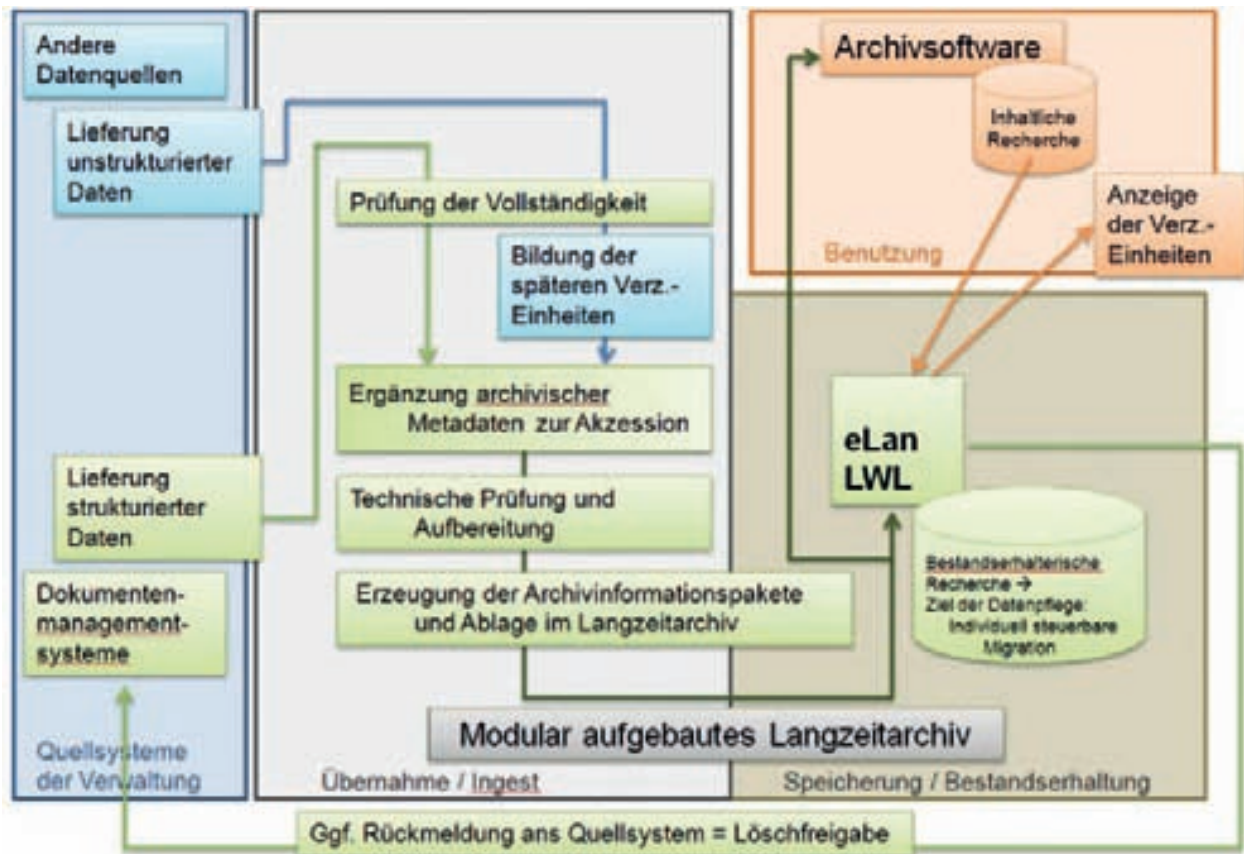 Andere
Datenquellen
Lieferung
unstrukturierter
Daten
Lieferung
strukturierter
Daten
Dokumenten-
management-
systeme
Quellsysteme
der Verwaltung
Prüfung der Vollständigkeit
Bildung der
späteren Verz.-
Einheiten
Ergänzung archivischer
Metadaten zur Akzession
Technische Prüfung und
Aufbereitung
Erzeugung der Archivinformationspakete
und Ablage im Langzeitarchiv
Modular aufgebautes Langzeitarchiv
Übernahme / Ingest
Archivsoftware
Inhaltliche
Recherche
Anzeige
der Verz.-
Einheiten
Benutzung
eLan
LWL
Bestandserhalterische
Recherche →
Ziel der Datenpflege:
Individuell steuerbare
Migration
Speicherung / Bestandserhaltung
Ggf. Rückmeldung ans Quellsystem = Löschfreigabe